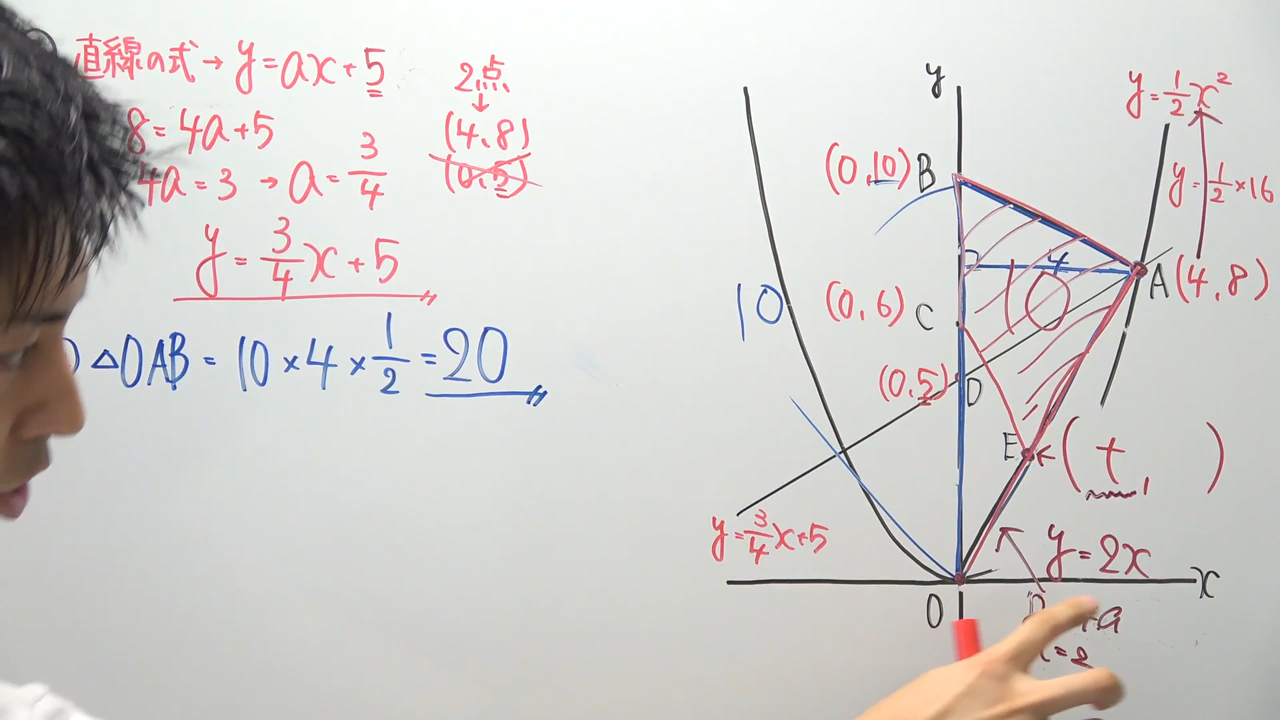 直線の式→y=ax+5
8=4a+5
4a=3 → a=3/4
y=3/4x+5
△OAB = 10×4×1/2=20
2点
↓
(4,8)
(0,5)
y
y=1/2x²
y=1/2×16
(0,10) B
4
A(4,8)
10
10
(0,6) C
(0,5) D
E ←(t, )
y=3/4x+5
y=2x
x
O